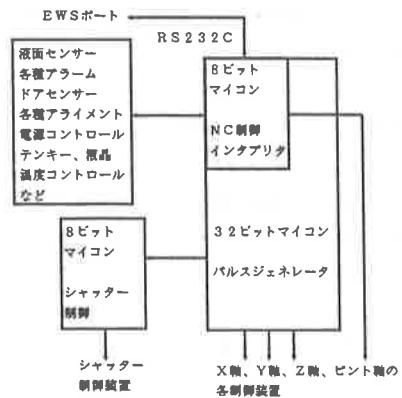 EWSポート
RS232C
液面センサー
各種アラーム
ドアセンサー
各種アライメント
電源コントロール
テンキー、液晶
温度コントロール
など
8ビット
マイコン
NC制御
インタプリタ
8ビット
マイコン
シャッター
制御
32ビットマイコン
パルスジェネレータ
シャッター
制御装置
X軸、Y軸、Z軸、ピント軸の
各制御装置